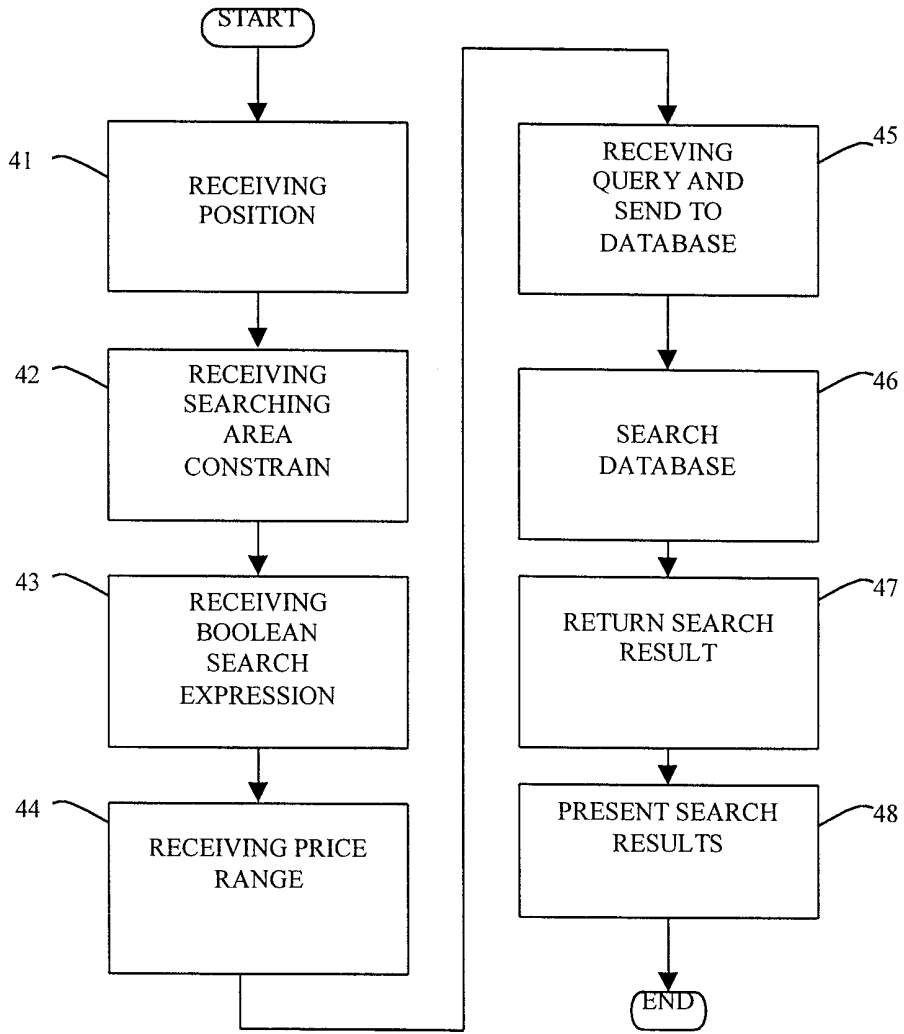 START
41
RECEIVING
POSITION
42
RECEIVING
SEARCHING
AREA
CONSTRAIN
43
RECEIVING
BOOLEAN
SEARCH
EXPRESSION
44
RECEIVING PRICE
RANGE
45
RECEVING
QUERY AND
SEND TO
DATABASE
46
SEARCH
DATABASE
47
RETURN SEARCH
RESULT
48
PRESENT SEARCH
RESULTS
END